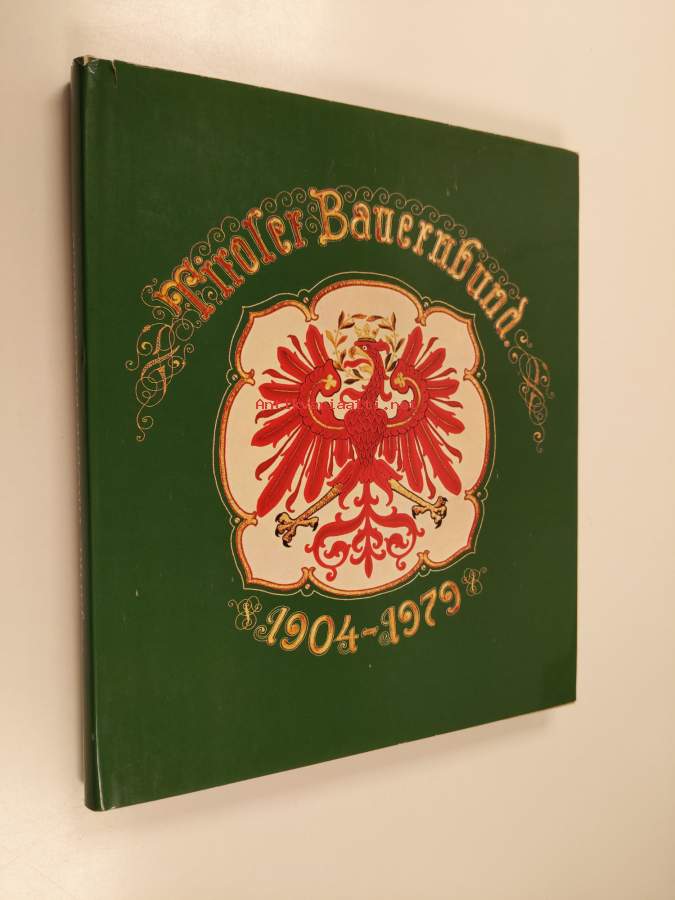 Tiroler Bauernbund.
Antikvariaatti.net
1904-1979